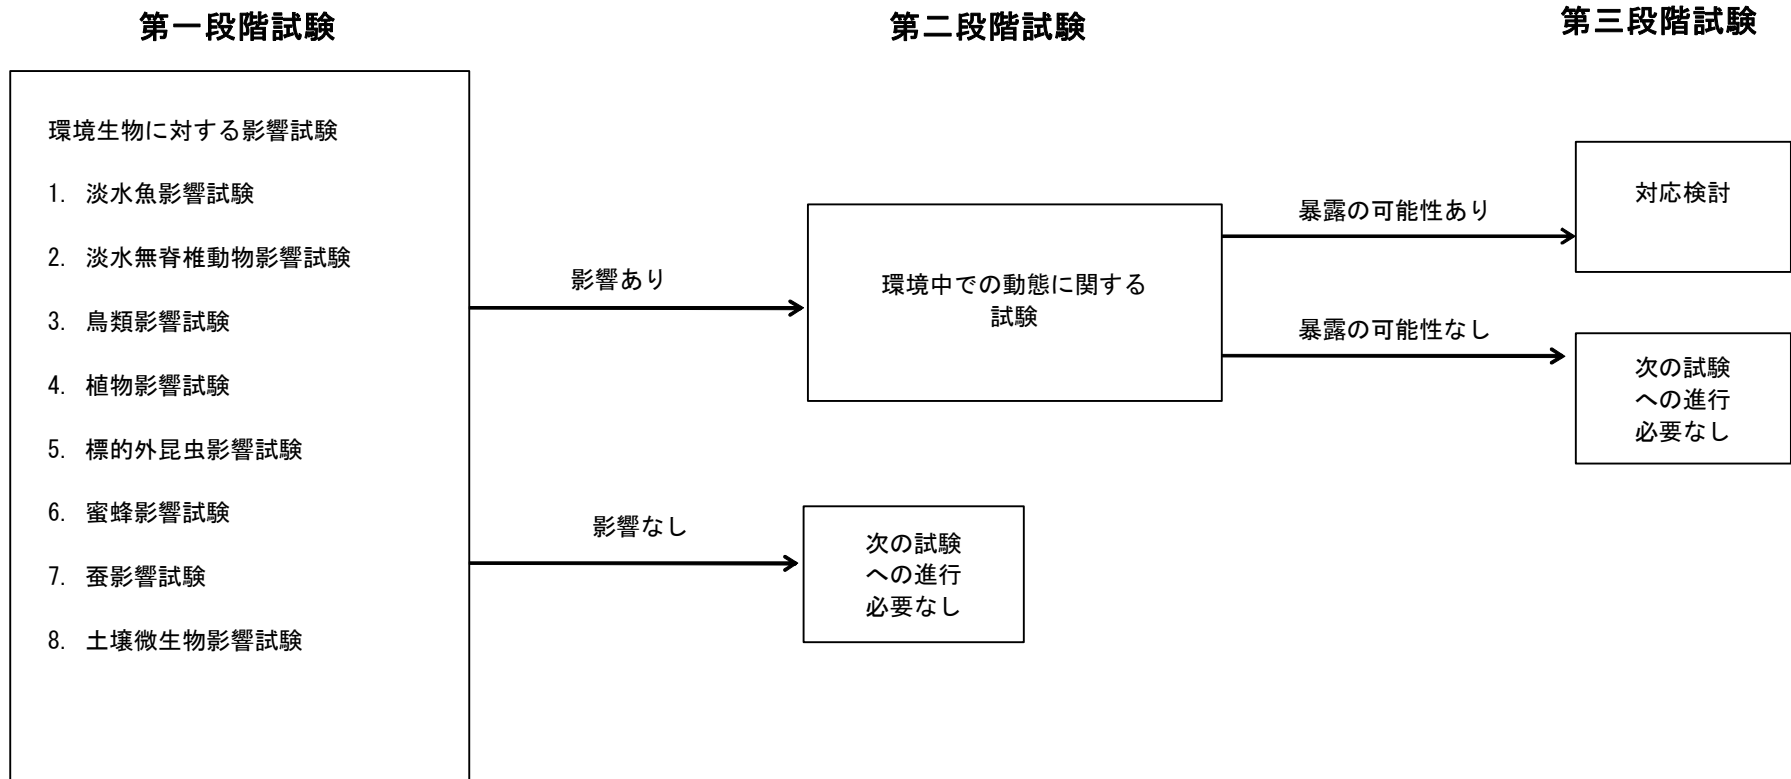 第一段階試験
第二段階試験
第三段階試験
環境生物に対する影響試験
1. 淡水魚影響試験
2. 淡水無脊椎動物影響試験
3. 鳥類影響試験
4. 植物影響試験
5. 標的外昆虫影響試験
6. 蜜蜂影響試験
7. 蚕影響試験
8. 土壌微生物影響試験
影響あり
影響なし
環境中での動態に関する
試験
次の試験
への進行
必要なし
暴露の可能性あり
暴露の可能性なし
対応検討
次の試験
への進行
必要なし